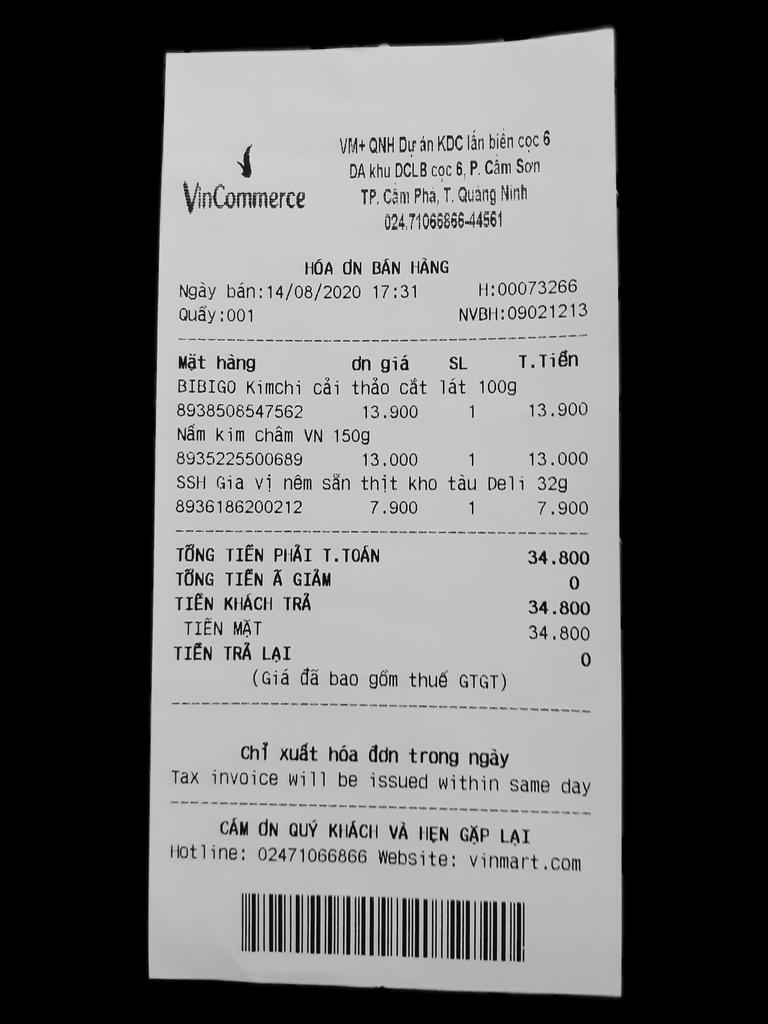 VinCommerce
VM+ QNH Dự án KDC lấn biển cọc 6
DA khu DCLB cọc 6, P. Cẩm Sơn
TP. Cẩm Phả, T. Quảng Ninh
024.71066866-44561
HÓA ƠN BÁN HÀNG
Ngày bán:14/08/2020 17:31 H:00073266
Quầy:001 NVBH:09021213
Mặt hàng ơn giá SL T.Tiền
BIBIGO Kimchi cải thảo cắt lát 100g
8938508547562 13.900 1 13.900
Nấm kim châm VN 150g
8935225500689 13.000 1 13.000
SSH Gia vị nêm sẵn thịt kho tàu Deli 32g
8936186200212 7.900 1 7.900
TỔNG TIỀN PHẢI T.TOÁN 34.800
TỔNG TIỀN Ã GIẢM 0
TIỀN KHÁCH TRẢ 34.800
TIỀN MẶT 34.800
TIỀN TRẢ LẠI 0
(Giá đã bao gồm thuế GTGT)
Chỉ xuất hóa đơn trong ngày
Tax invoice will be issued within same day
CẢM ƠN QUÝ KHÁCH VÀ HẸN GẶP LẠI
Hotline: 02471066866 Website: vinmart.com